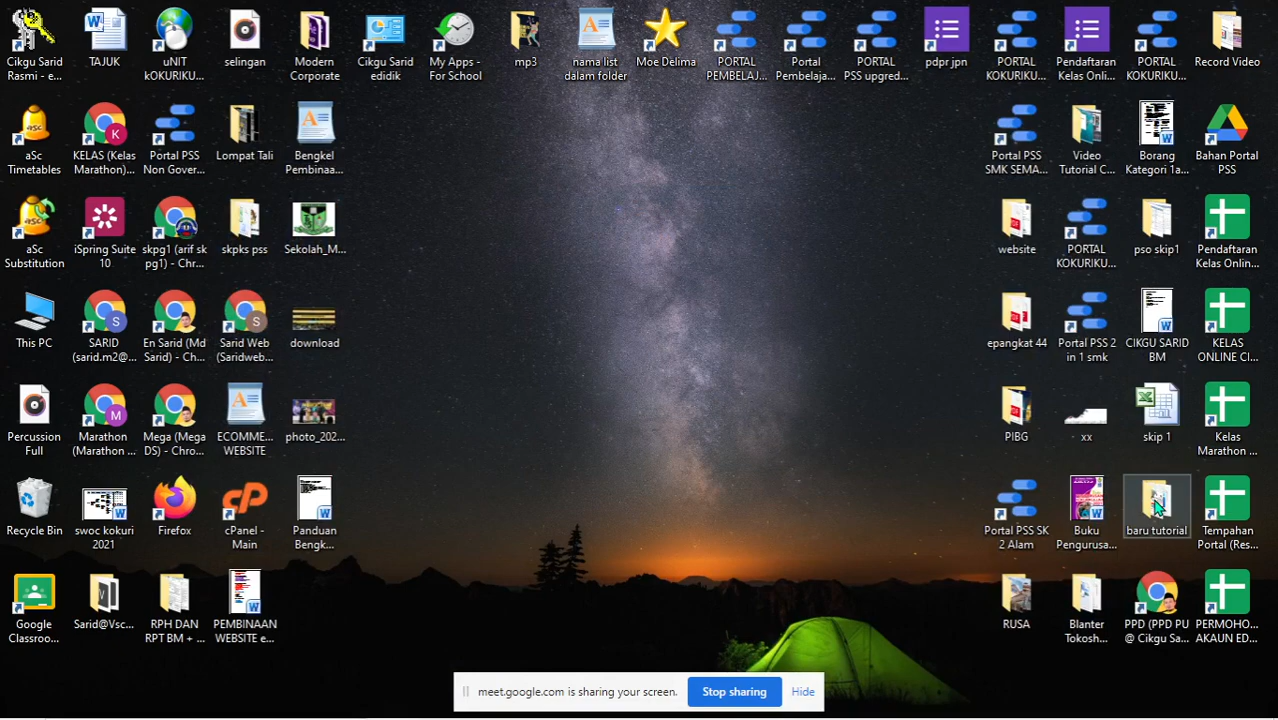 Cikgu Sarid
Rasmi - e...
TAJUK
uNIT
kOKURIKU...
selingan
Modern
Corporate
Cikgu Sarid
edidik
My Apps -
For School
mp3
nama list
dalam folder
Moe Delima
PORTAL
PEMBELAJ...
Portal
Pembelaja...
PORTAL
PSS upgred...
pdpr jpn
PORTAL
KOKURIKU...
Pendaftaran
Kelas Onli...
PORTAL
KOKURIKU...
Record Video
aSc
Timetables
KELAS (Kelas
Marathon)...
Portal PSS
Non Gover...
Lompat Tali
Bengkel
Pembinaa...
Portal PSS
SMK SEMA...
Video
Tutorial C...
Borang
Kategori 1a...
Bahan Portal
PSS
aSc
Substitution
iSpring Suite
10
skpg1 (arif sk
pg1) - Chr...
skpks pss
Sekolah_M...
website
PORTAL
KOKURIKU...
pso skip1
Pendaftaran
Kelas Onlin...
This PC
SARID
(sarid.m2@...
En Sarid (Md
Sarid) - Ch...
Sarid Web
(Saridweb...
download
epangkat 44
Portal PSS 2
in 1 smk
CIKGU SARID
BM
KELAS
ONLINE CI...
Percussion
Full
Marathon
(Marathon ...
Mega (Mega
DS) - Chro...
ECOMME...
WEBSITE
photo_202...
PIBG
xx
skip 1
Kelas
Marathon ...
Recycle Bin
swoc kokuri
2021
Firefox
cPanel -
Main
Panduan
Bengk...
Portal PSS SK
2 Alam
Buku
Pengurusa...
baru tutorial
Tempahan
Portal (Res...
Google
Classroo...
Sarid@Vsc...
RPH DAN
RPT BM + ...
PEMBINAAN
WEBSITE e...
RUSA
Blanter
Tokosh...
PPD (PPD PU
@ Cikgu Sa...
PERMOHO...
AKAUN ED...
meet.google.com is sharing your screen.
Stop sharing
Hide